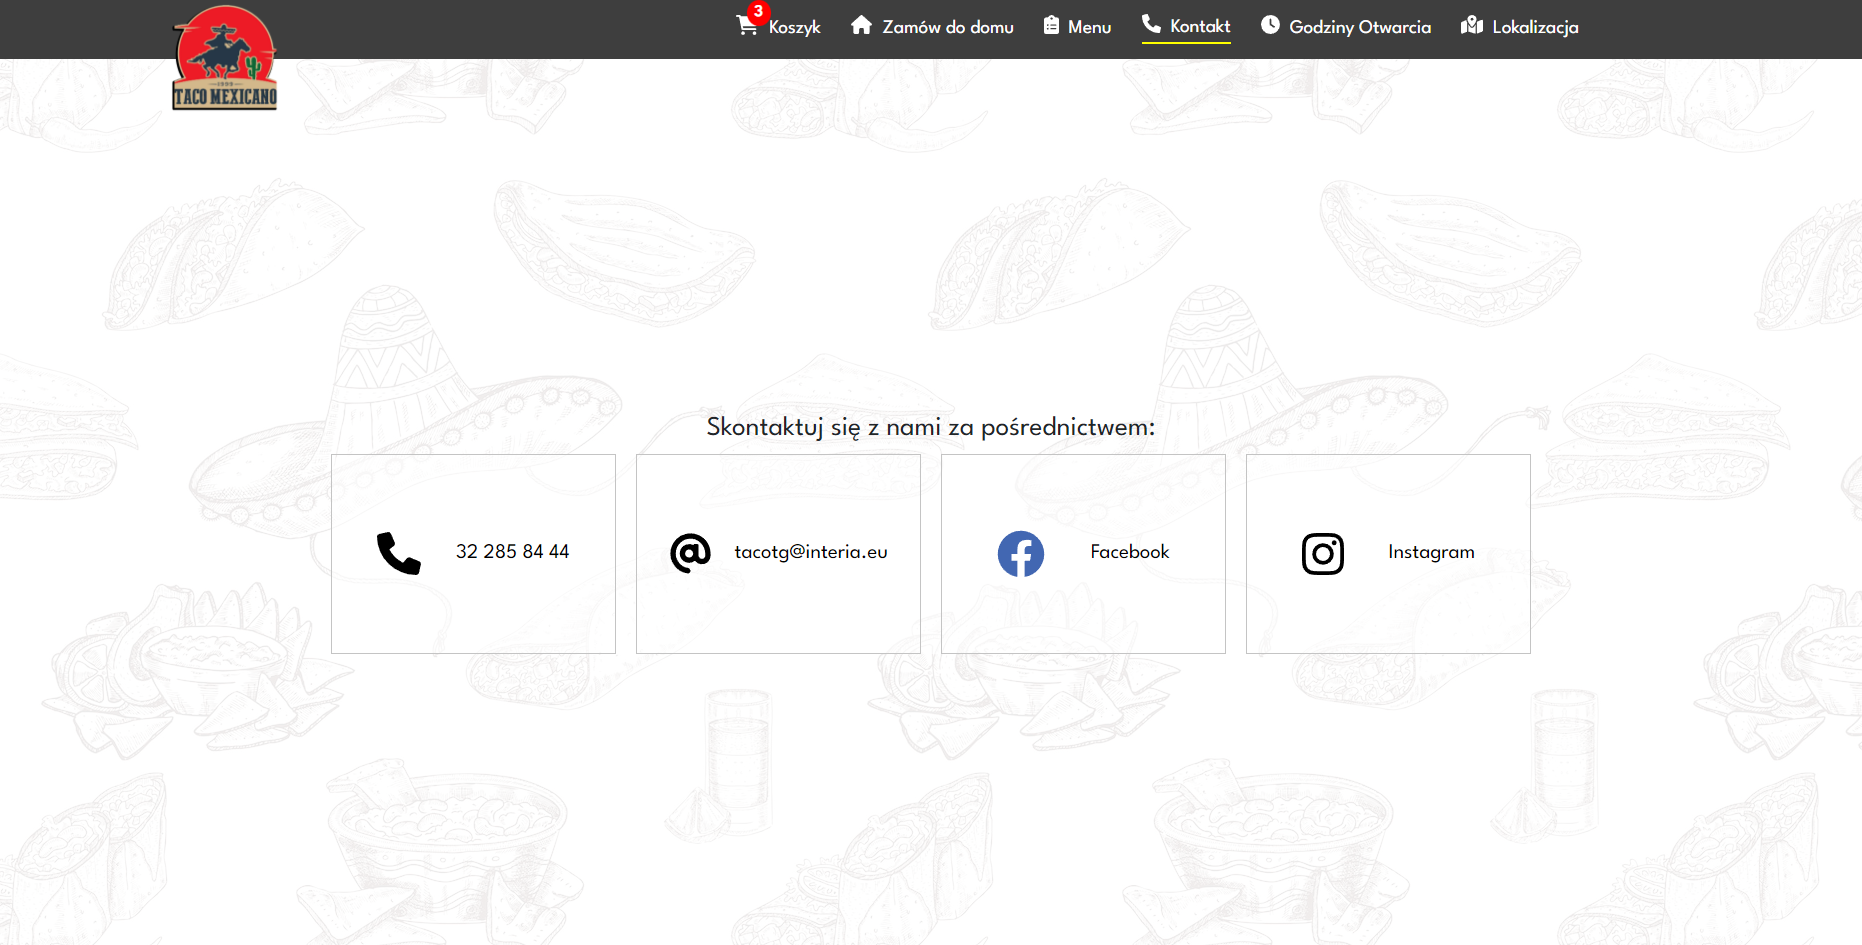 3
Koszyk
Zamów do domu
Menu
Kontakt
Godziny Otwarcia
Lokalizacja
TACO MEXICANO
Skontaktuj się z nami za pośrednictwem:
32 285 84 44
tacotg@interia.eu
Facebook
Instagram